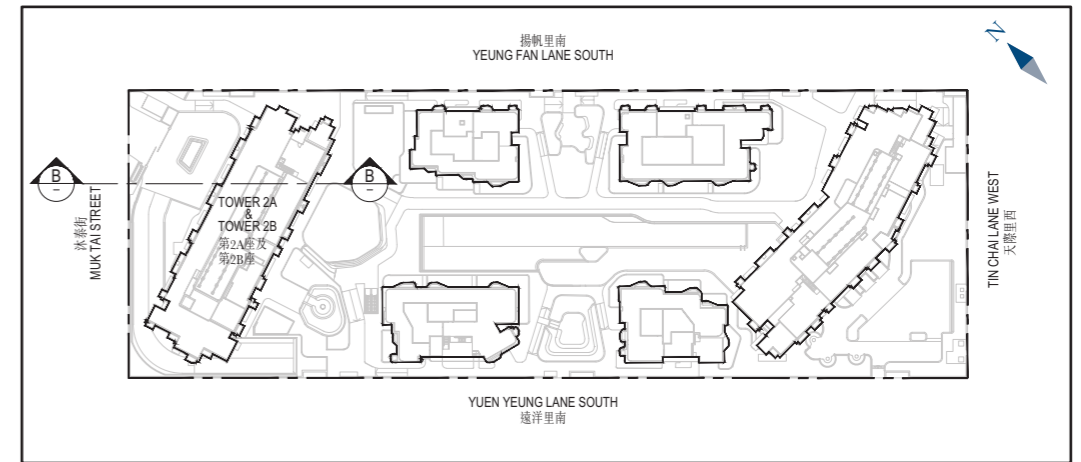 揚帆里南
YEUNG FAN LANE SOUTH
N
B
–
B
–
沐泰街
MUK TAI STREET
TOWER 2A
&
TOWER 2B
第2A座及
第2B座
TIN CHAI LANE WEST
天際里西
YUEN YEUNG LANE SOUTH
遠洋里南